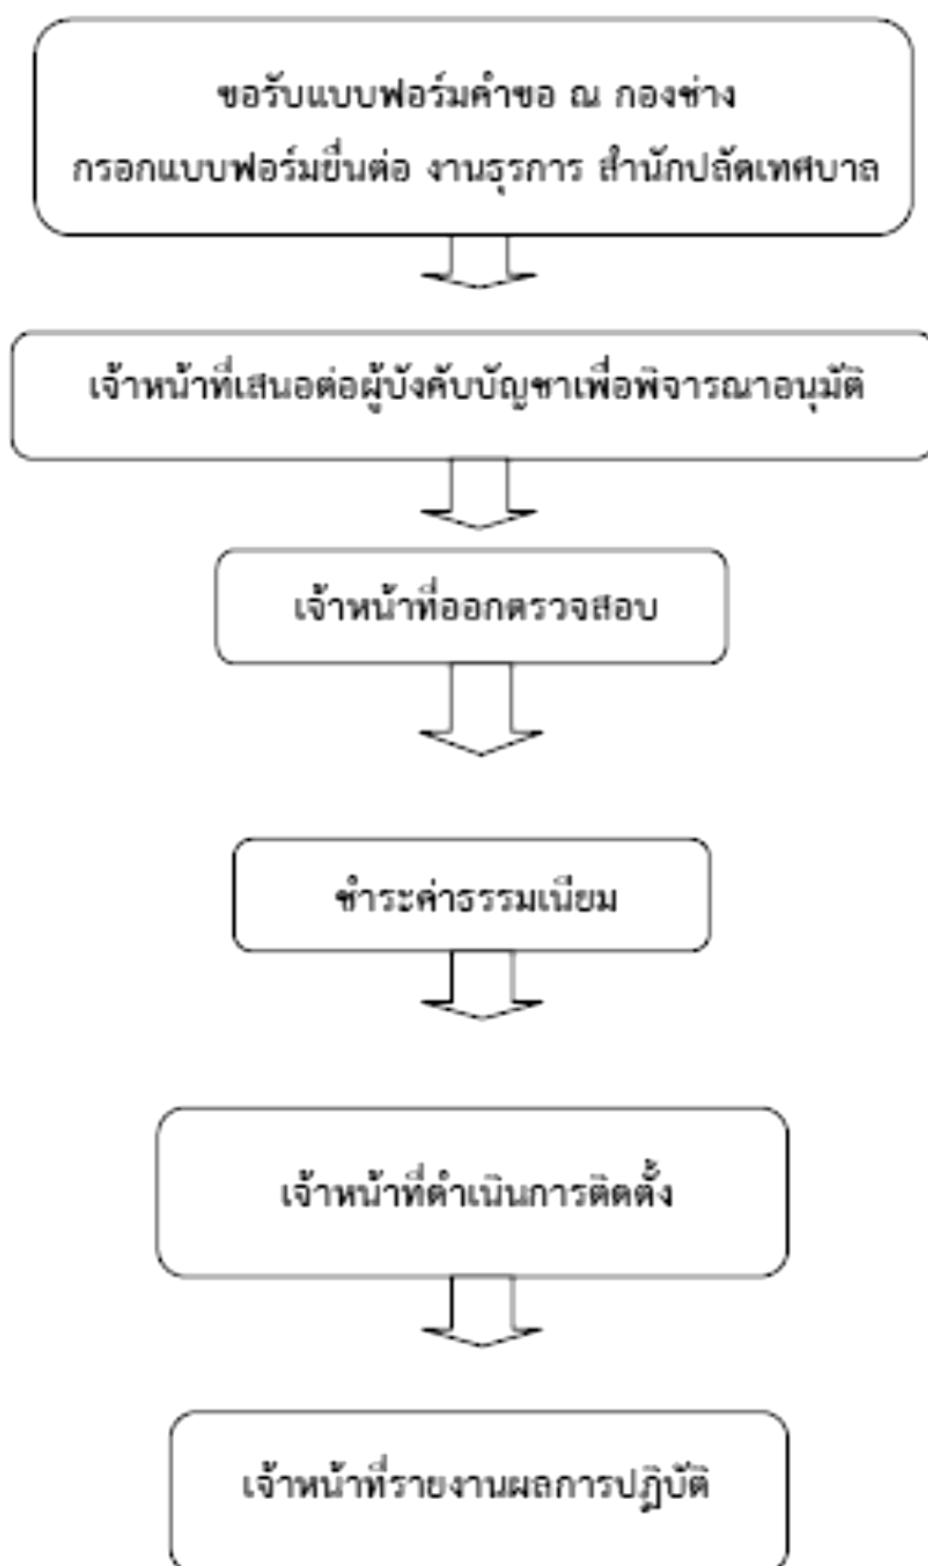 ขอรับแบบฟอร์มคำขอ ณ กองช่าง
กรอกแบบฟอร์มยื่นต่อ งานธุรการ สำนักปลัดเทศบาล
เจ้าหน้าที่เสนอต่อผู้บังคับบัญชาเพื่อพิจารณาอนุมัติ
เจ้าหน้าที่ออกตรวจสอบ
ชำระค่าธรรมเนียม
เจ้าหน้าที่ดำเนินการติดตั้ง
เจ้าหน้าที่รายงานผลการปฏิบัติ